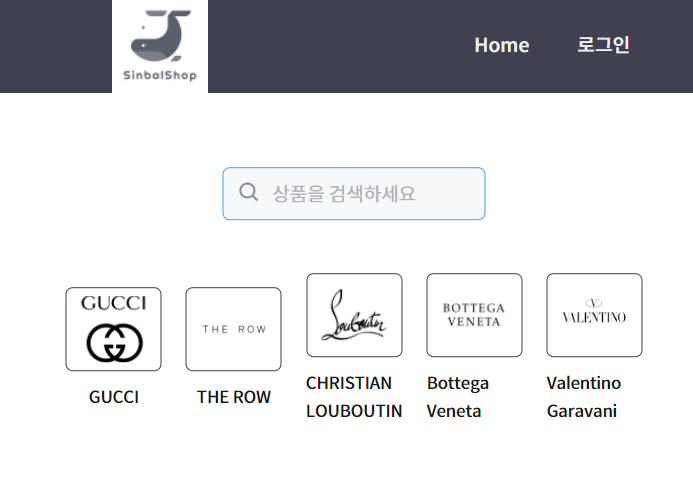 SinbalShop
Home
로그인
상품을 검색하세요
GUCCI
THE ROW
Louboutin
BOTTEGA
VENETA
VALENTINO
GUCCI
THE ROW
CHRISTIAN
LOUBOUTIN
Bottega
Veneta
Valentino
Garavani